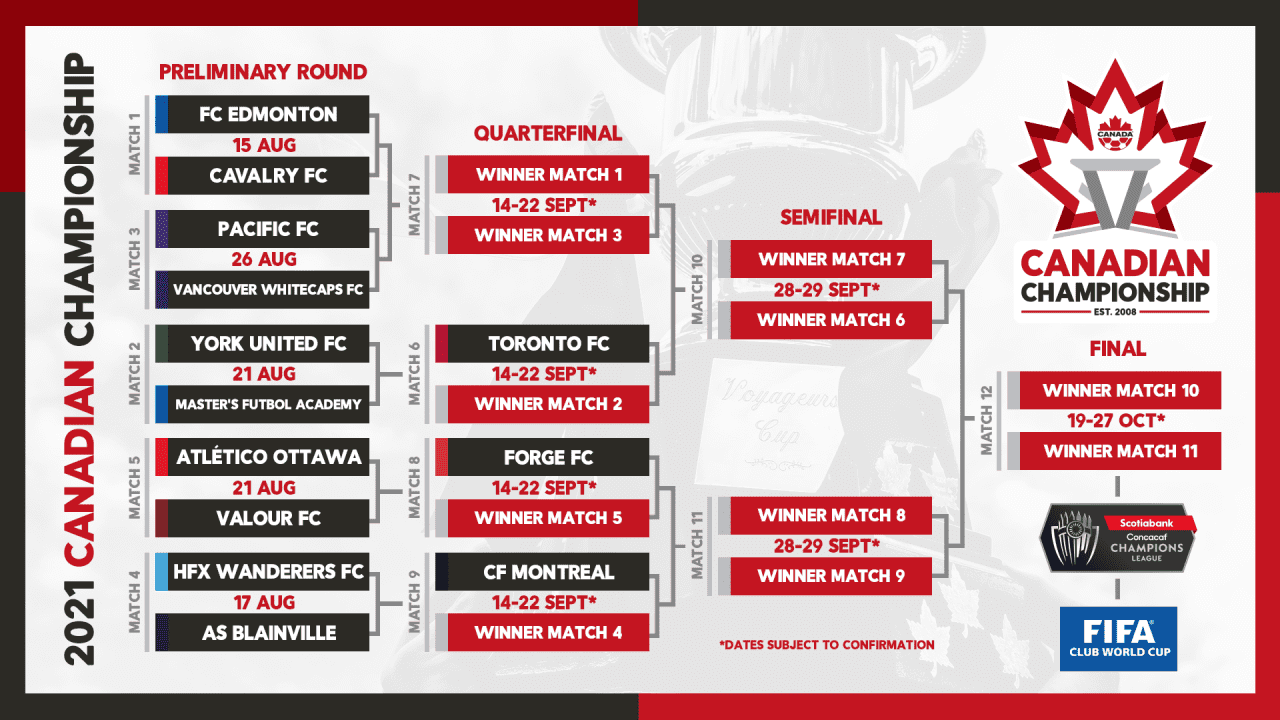 2021 CANADIAN CHAMPIONSHIP
PRELIMINARY ROUND
MATCH 1
FC EDMONTON
15 AUG
CAVALRY FC
MATCH 3
PACIFIC FC
26 AUG
VANCOUVER WHITECAPS FC
MATCH 2
YORK UNITED FC
21 AUG
MASTER'S FUTBOL ACADEMY
MATCH 5
ATLÉTICO OTTAWA
21 AUG
VALOUR FC
MATCH 4
HFX WANDERERS FC
17 AUG
AS BLAINVILLE
QUARTERFINAL
MATCH 7
WINNER MATCH 1
14-22 SEPT*
WINNER MATCH 3
MATCH 6
TORONTO FC
14-22 SEPT*
WINNER MATCH 2
MATCH 8
FORGE FC
14-22 SEPT*
WINNER MATCH 5
MATCH 9
CF MONTREAL
14-22 SEPT*
WINNER MATCH 4
SEMIFINAL
MATCH 10
WINNER MATCH 7
28-29 SEPT*
WINNER MATCH 6
Voyageurs
Cup
MATCH 11
WINNER MATCH 8
28-29 SEPT*
WINNER MATCH 9
*DATES SUBJECT TO CONFIRMATION
CANADA
CANADIAN
CHAMPIONSHIP
EST. 2008
FINAL
MATCH 12
WINNER MATCH 10
19-27 OCT*
WINNER MATCH 11
Scotiabank
Concacaf
CHAMPIONS
LEAGUE
FIFA®
CLUB WORLD CUP